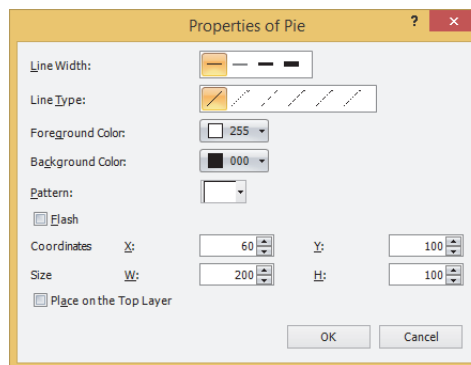 Properties of Pie ? ×
Line Width:
Line Type:
Foreground Color: 255
Background Color: 000
Pattern:
Flash
Coordinates X: 60 Y: 100
Size W: 200 H: 100
Place on the Top Layer
OK Cancel